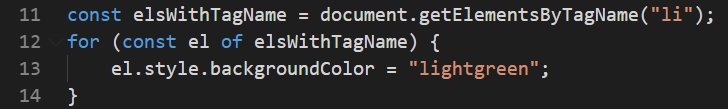 11 const elsWithTagName = document.getElementsByTagName("li");
12 for (const el of elsWithTagName) {
13     el.style.backgroundColor = "lightgreen";
14 }